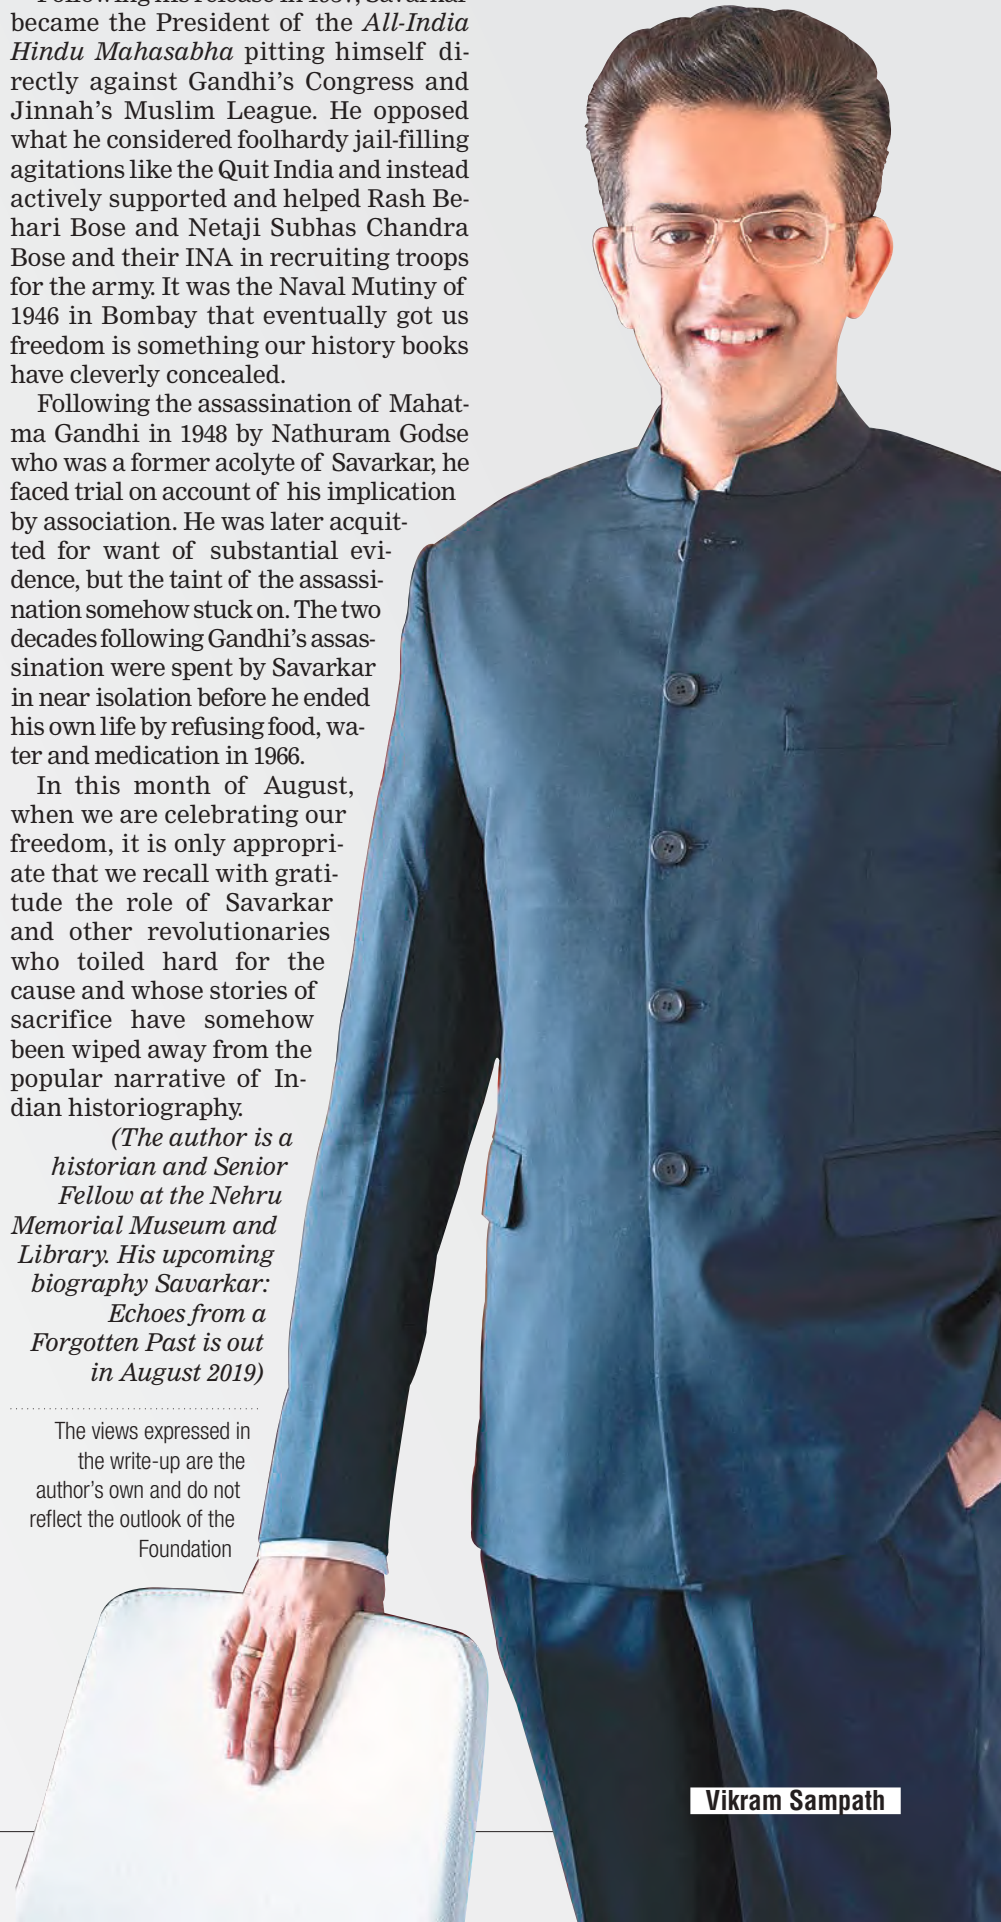 became the President of the All-India
Hindu Mahasabha pitting himself di-
rectly against Gandhi's Congress and
Jinnah's Muslim League. He opposed
what he considered foolhardy jail-filling
agitations like the Quit India and instead
actively supported and helped Rash Be-
hari Bose and Netaji Subhas Chandra
Bose and their INA in recruiting troops
for the army. It was the Naval Mutiny of
1946 in Bombay that eventually got us
freedom is something our history books
have cleverly concealed.
Following the assassination of Mahat-
ma Gandhi in 1948 by Nathuram Godse
who was a former acolyte of Savarkar, he
faced trial on account of his implication
by association. He was later acquit-
ted for want of substantial evi-
dence, but the taint of the assassi-
nation somehow stuck on. The two
decades following Gandhi's assas-
sination were spent by Savarkar
in near isolation before he ended
his own life by refusing food, wa-
ter and medication in 1966.
In this month of August,
when we are celebrating our
freedom, it is only appropri-
ate that we recall with grati-
tude the role of Savarkar
and other revolutionaries
who toiled hard for the
cause and whose stories of
sacrifice have somehow
been wiped away from the
popular narrative of In-
dian historiography.
(The author is a
historian and Senior
Fellow at the Nehru
Memorial Museum and
Library. His upcoming
biography Savarkar:
Echoes from a
Forgotten Past is out
in August 2019)
The views expressed in
the write-up are the
author's own and do not
reflect the outlook of the
Foundation
Vikram Sampath